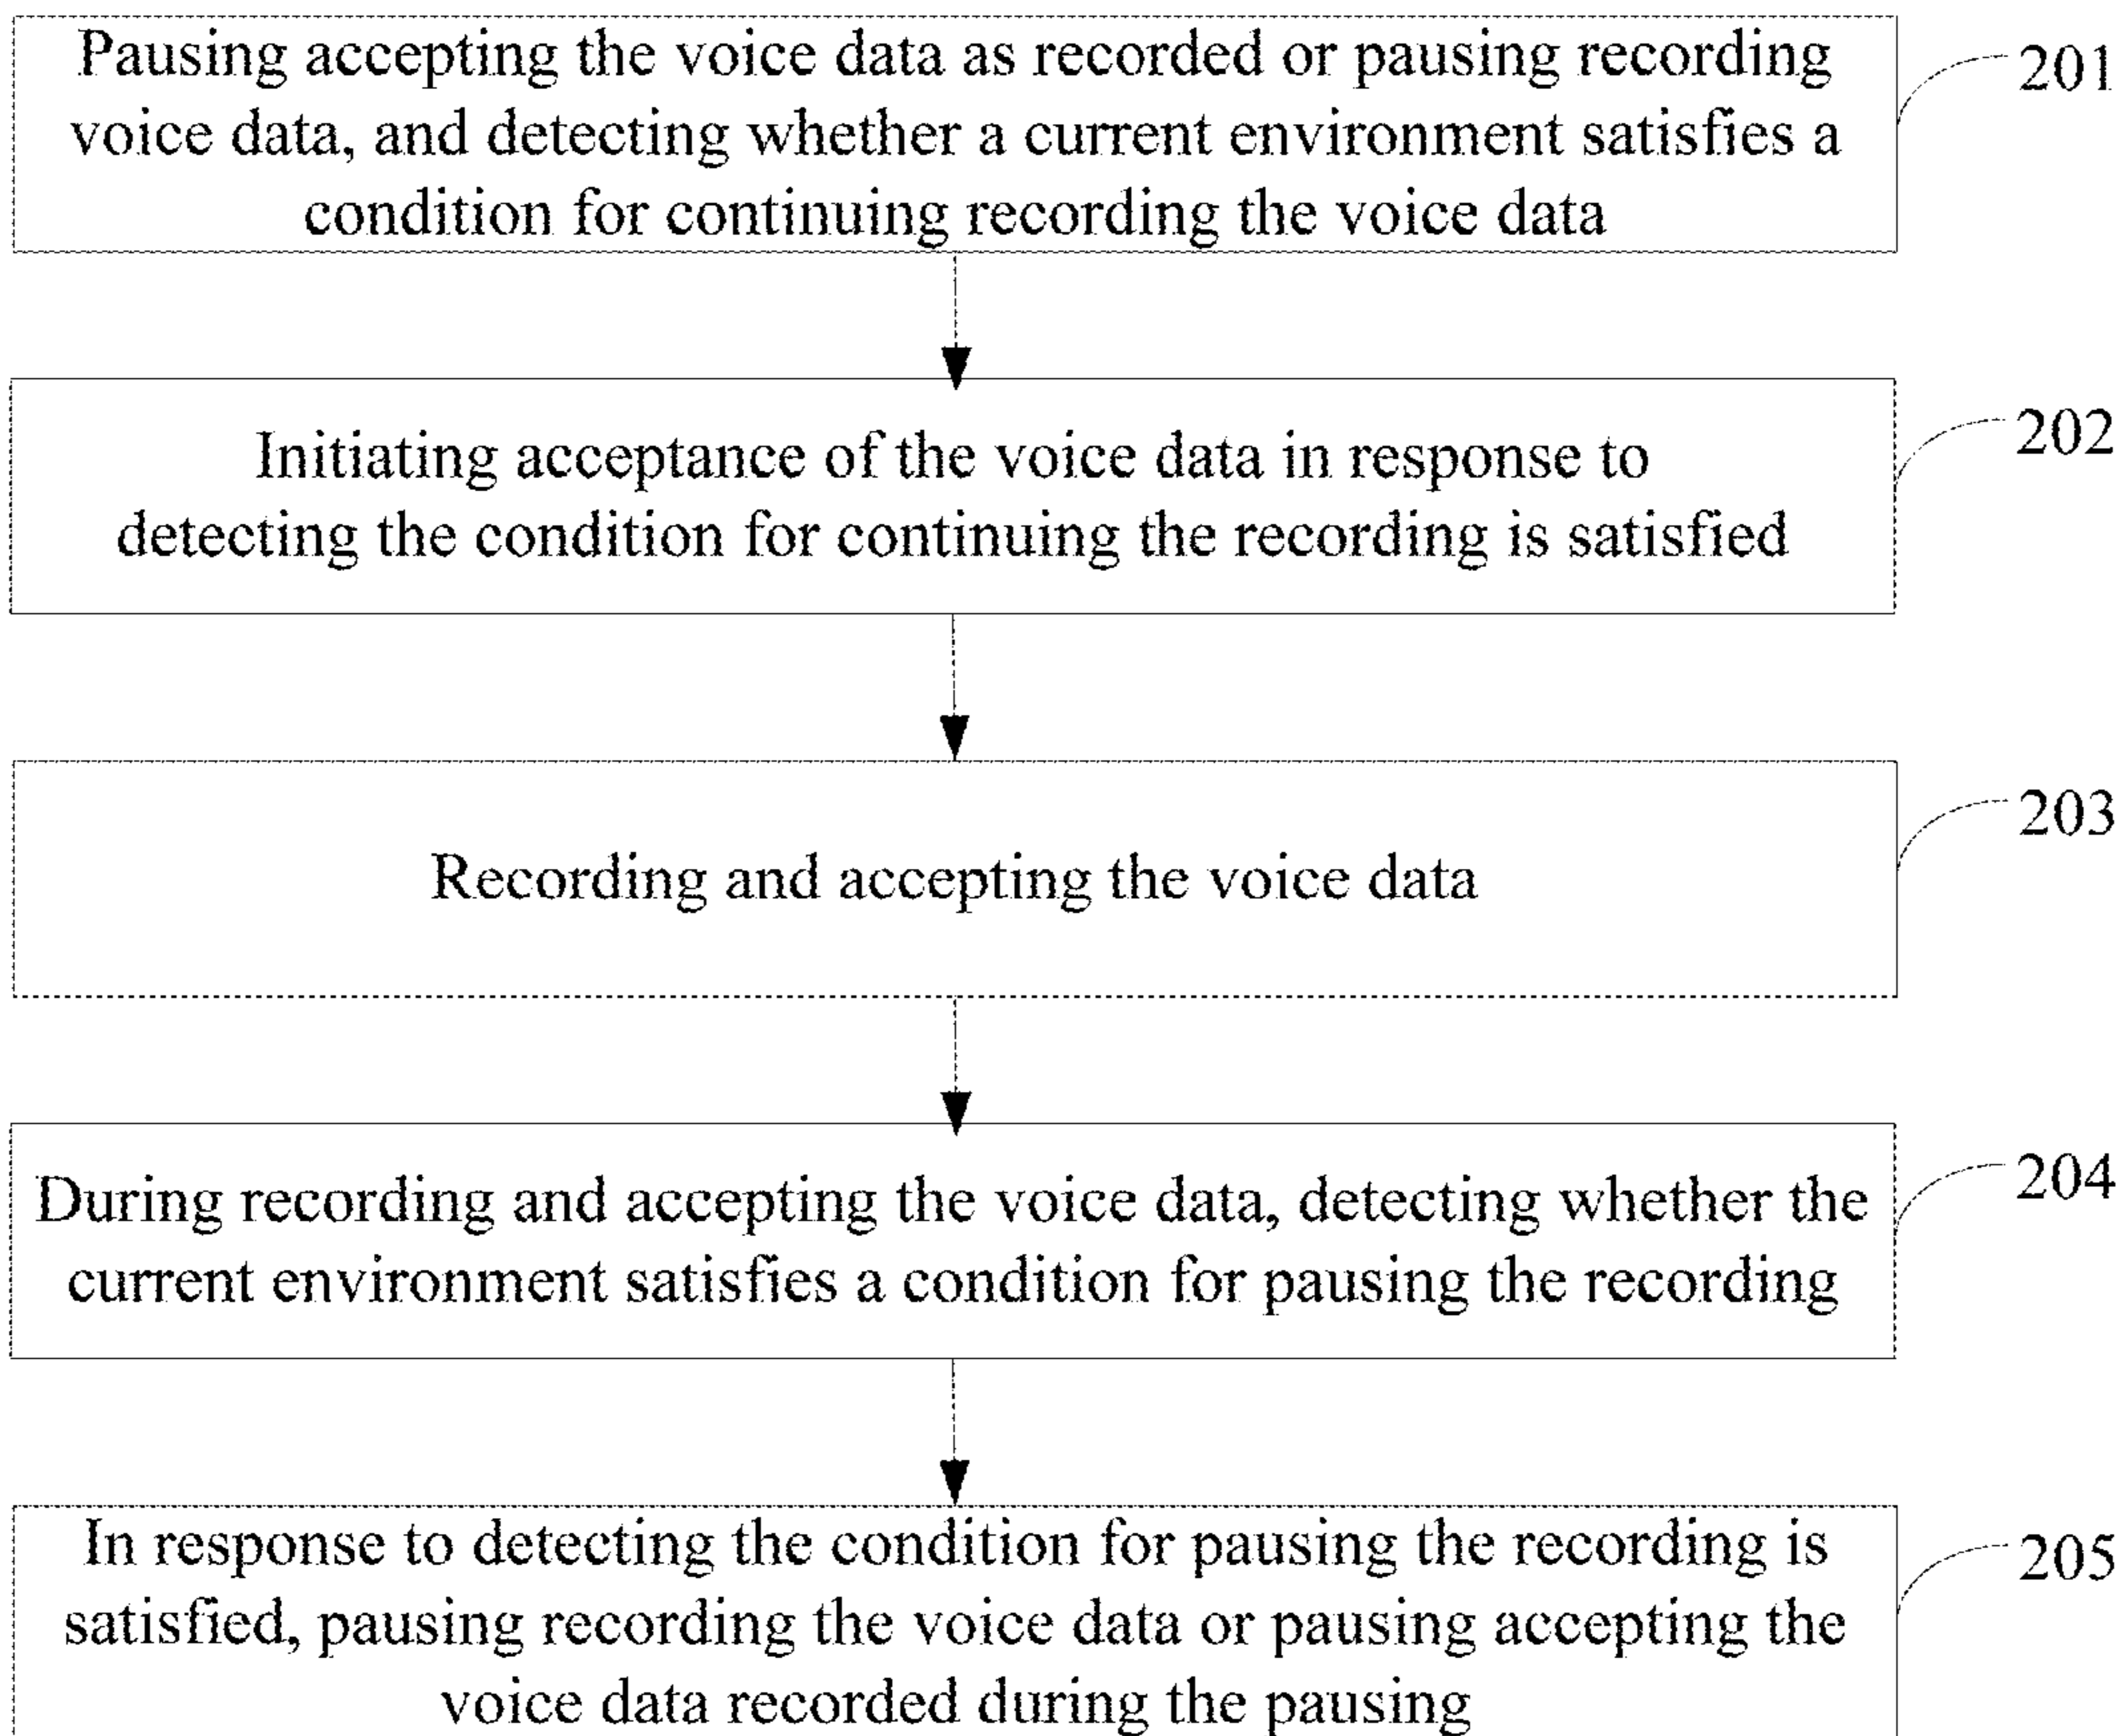 Pausing accepting the voice data as recorded or pausing recording
voice data, and detecting whether a current environment satisfies a
condition for continuing recording the voice data
201
Initiating acceptance of the voice data in response to
detecting the condition for continuing the recording is satisfied
202
Recording and accepting the voice data
203
During recording and accepting the voice data, detecting whether the
current environment satisfies a condition for pausing the recording
204
In response to detecting the condition for pausing the recording is
satisfied, pausing recording the voice data or pausing accepting the
voice data recorded during the pausing
205